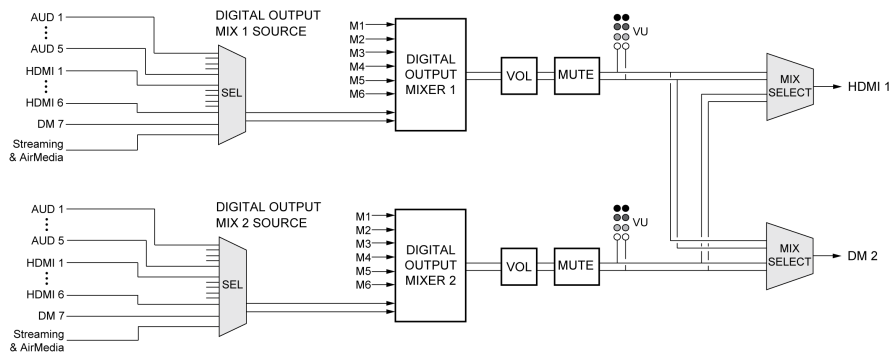 AUD 1
AUD 5
HDMI 1
HDMI 6
DM 7
Streaming
& AirMedia
DIGITAL OUTPUT
MIX 1 SOURCE
SEL
M1
M2
M3
M4
M5
M6
DIGITAL
OUTPUT
MIXER 1
VOL
MUTE
VU
MIX
SELECT
HDMI 1
AUD 1
AUD 5
HDMI 1
HDMI 6
DM 7
Streaming
& AirMedia
DIGITAL OUTPUT
MIX 2 SOURCE
SEL
M1
M2
M3
M4
M5
M6
DIGITAL
OUTPUT
MIXER 2
VOL
MUTE
VU
MIX
SELECT
DM 2